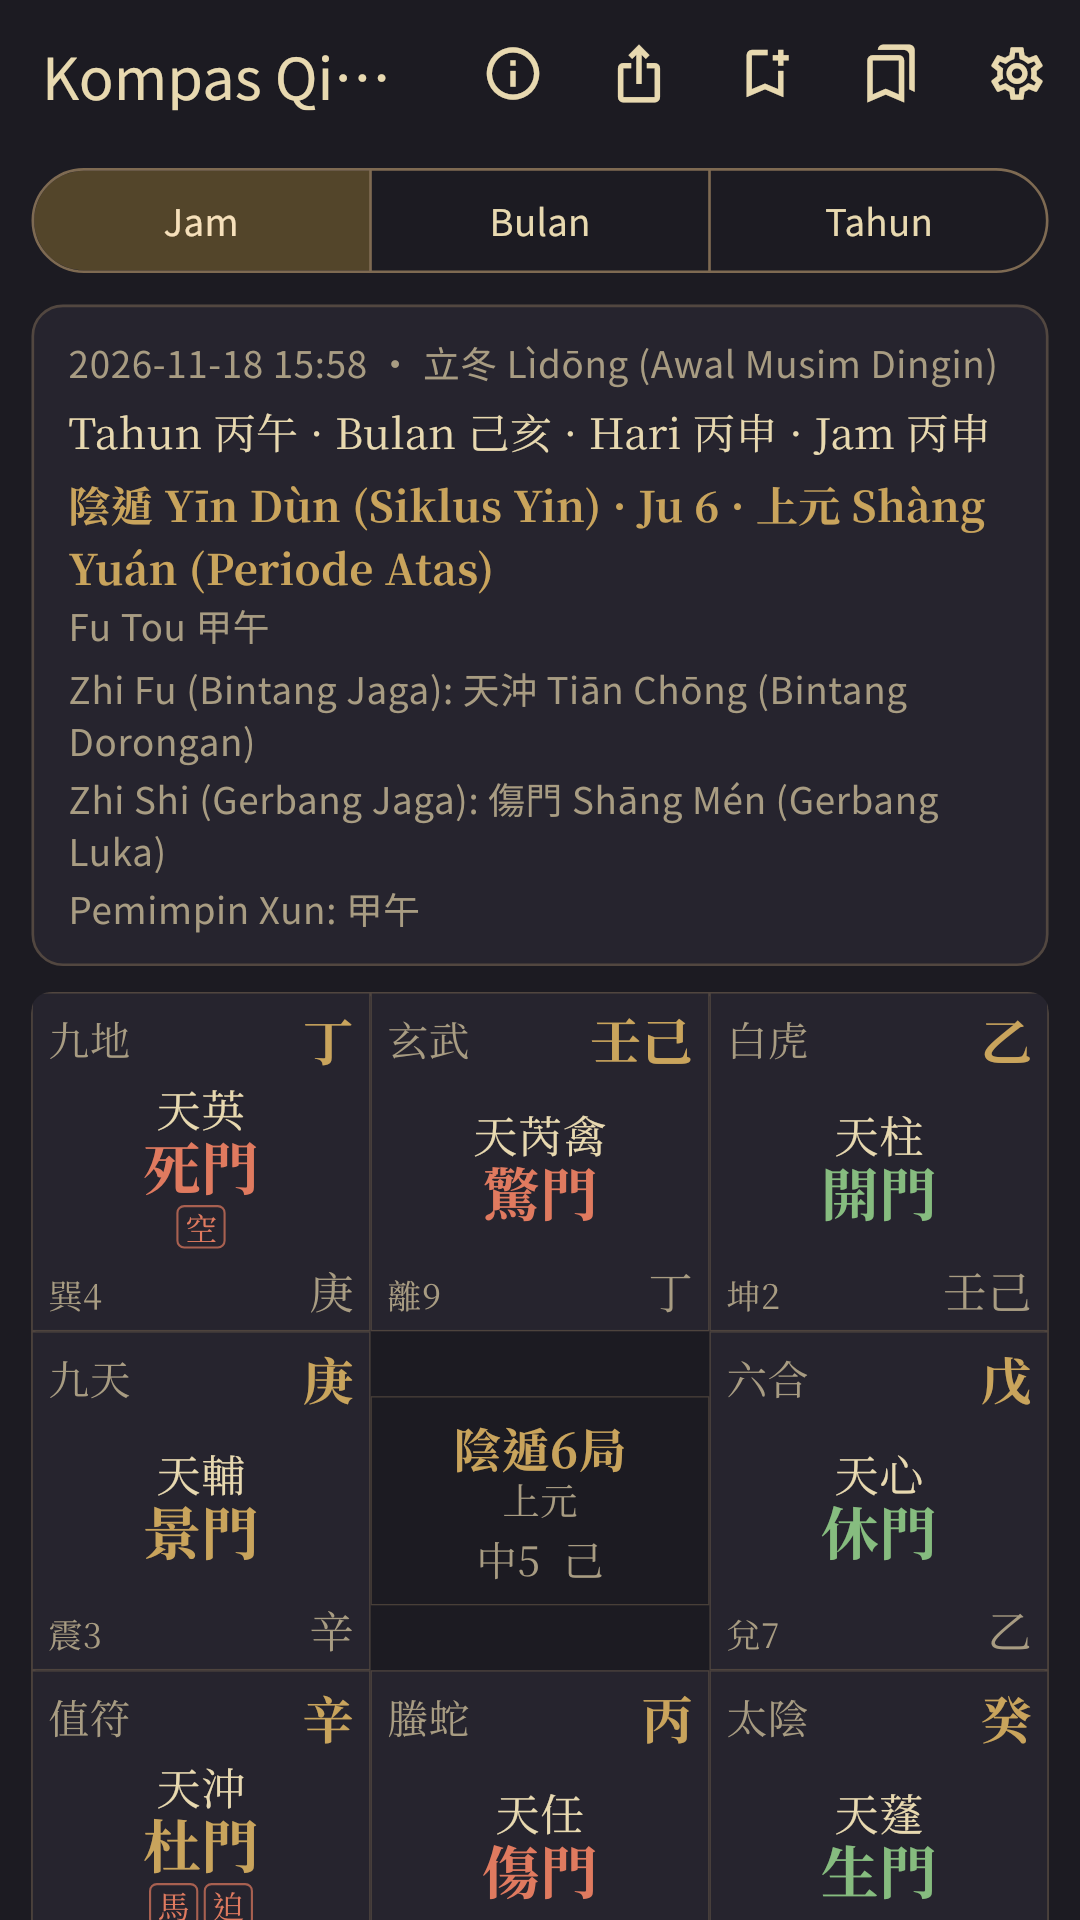 Kompas Qi···
Jam
Bulan
Tahun
2026-11-18 15:58 • 立冬 Lìdōng (Awal Musim Dingin)
Tahun 丙午 · Bulan 己亥 · Hari 丙申 · Jam 丙申
陰遁 Yīn Dùn (Siklus Yin) · Ju 6 · 上元 Shàng
Yuán (Periode Atas)
Fu Tou 甲午
Zhi Fu (Bintang Jaga): 天沖 Tiān Chōng (Bintang
Dorongan)
Zhi Shi (Gerbang Jaga): 傷門 Shāng Mén (Gerbang
Luka)
Pemimpin Xun: 甲午
九地 丁
天英
死門
空
巽4 庚
玄武 壬己
天芮禽
驚門
離9 丁
白虎 乙
天柱
開門
坤2 壬己
九天 庚
天輔
景門
震3 辛
陰遁6局
上元
中5 己
六合 戊
天心
休門
兌7 乙
值符 辛
天沖
杜門
馬 迫
螣蛇 丙
天任
傷門
太陰 癸
天蓬
生門